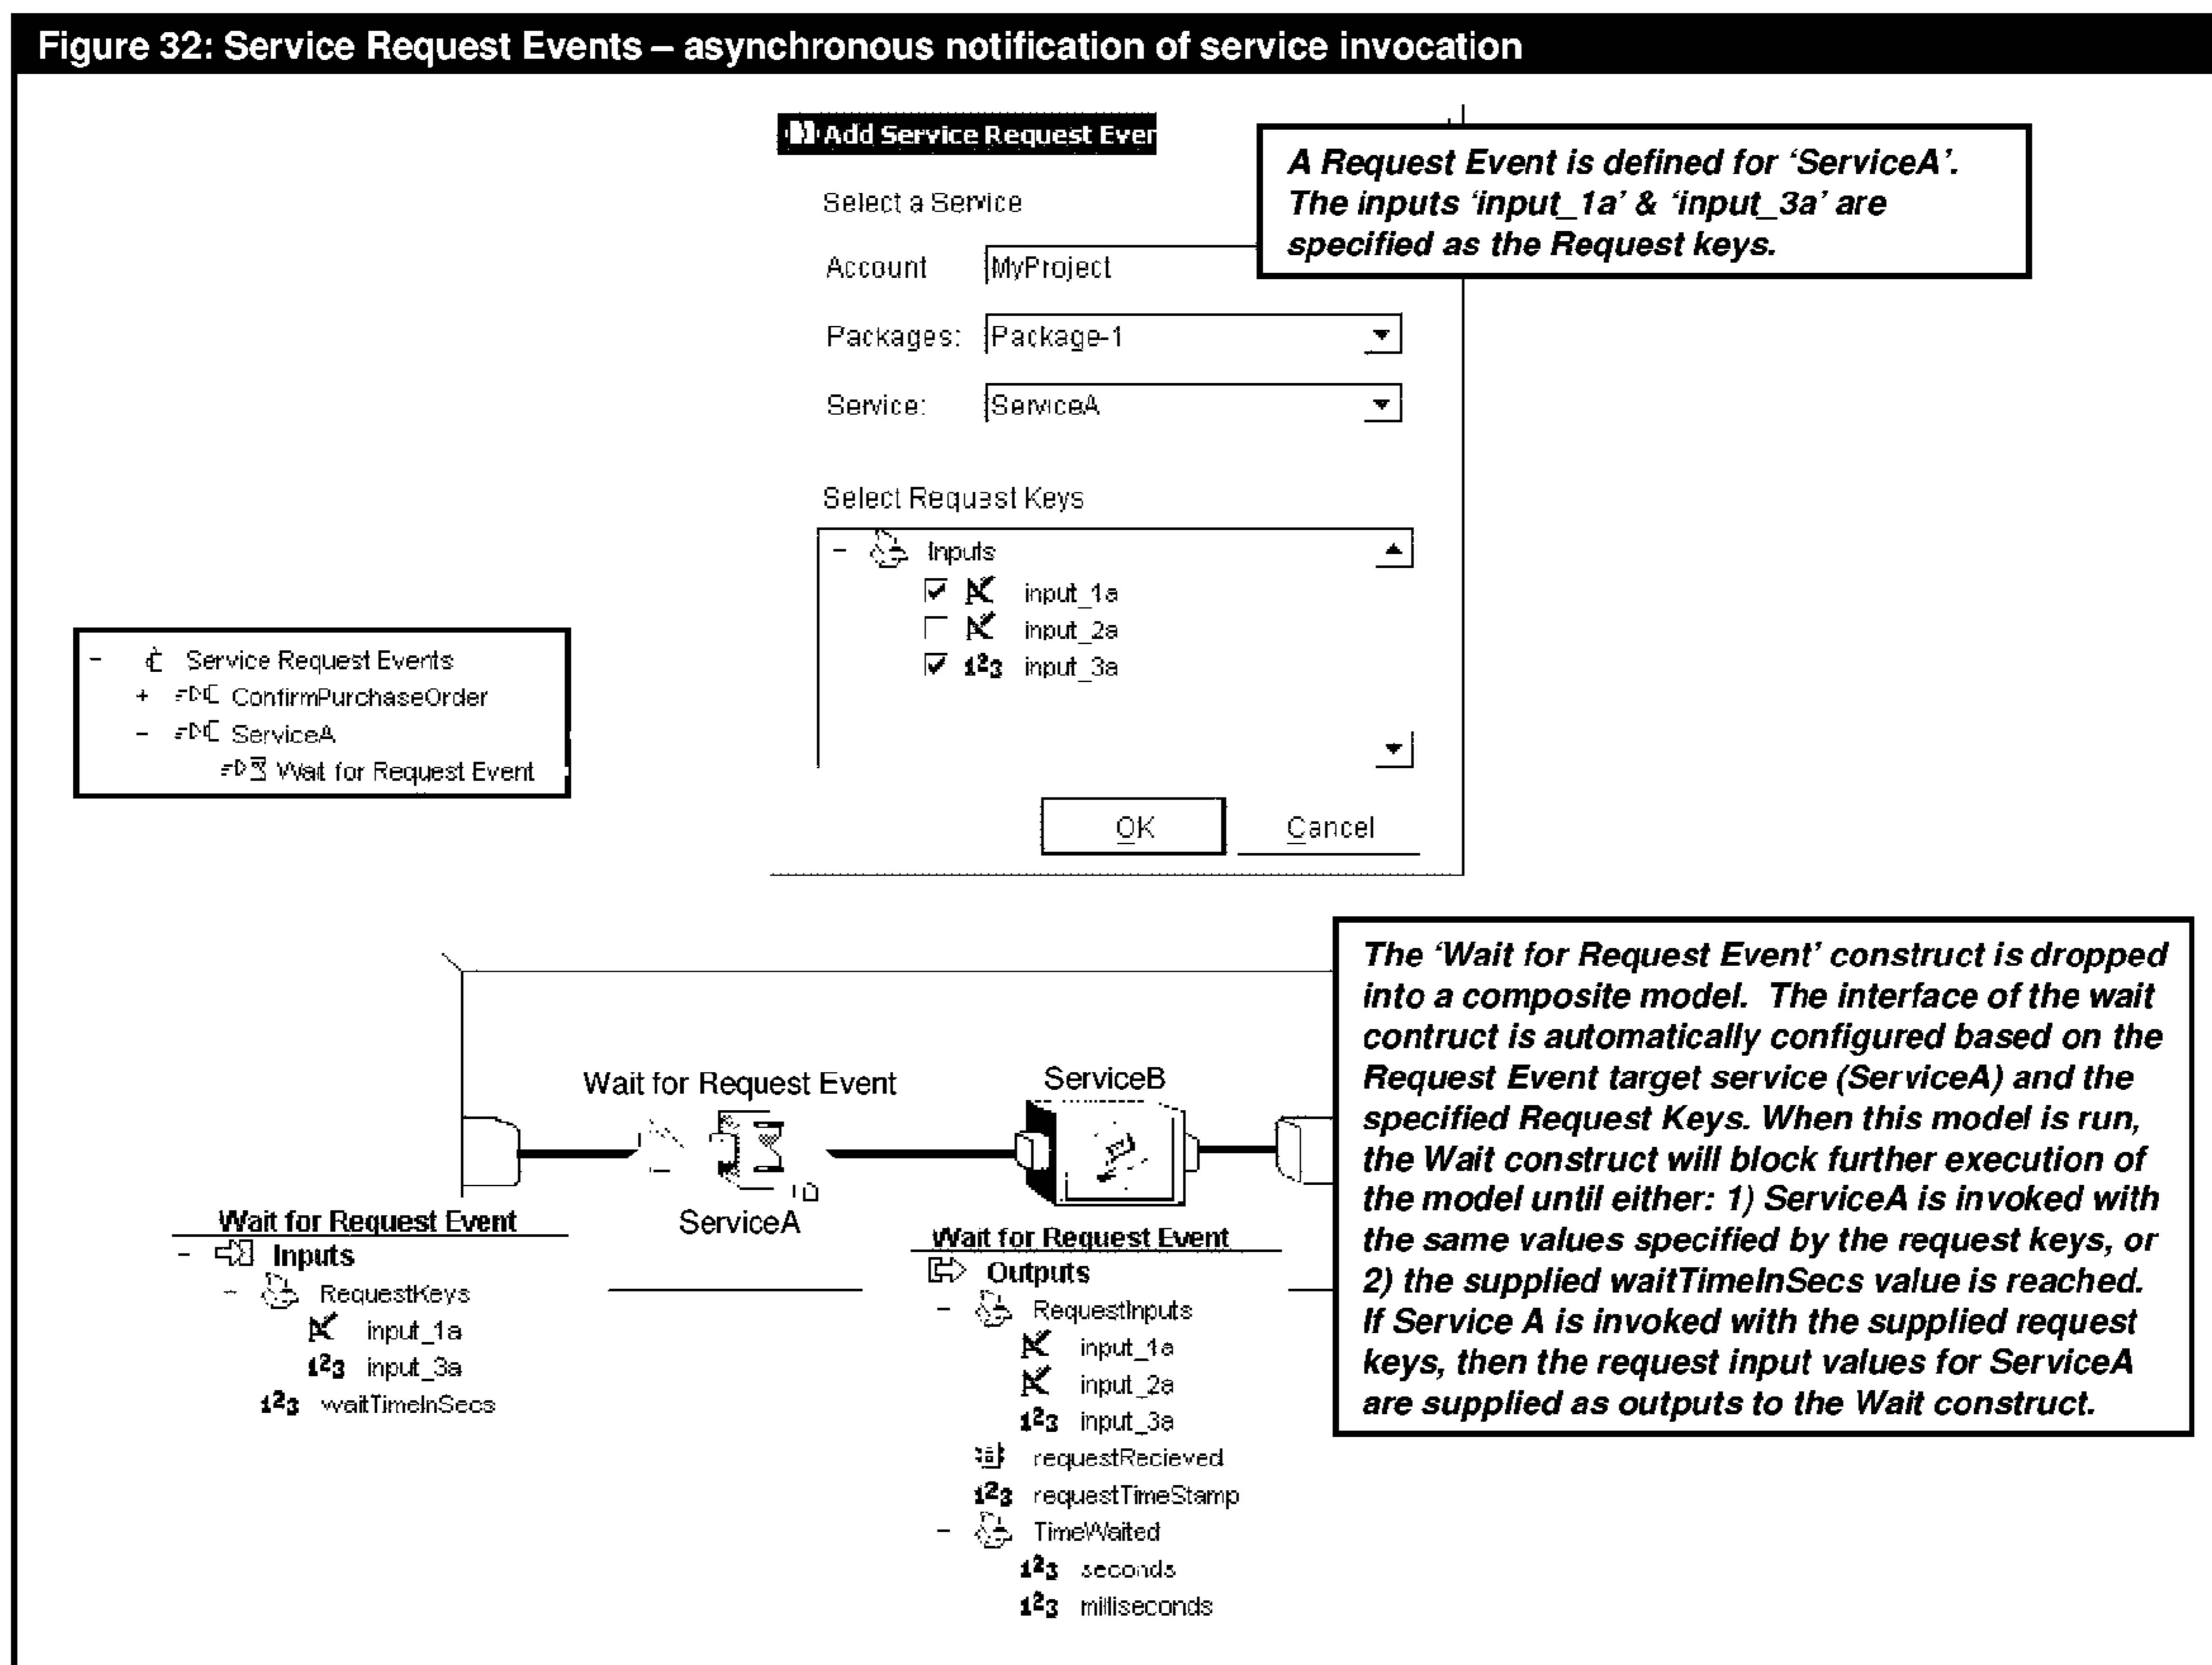 Figure 32: Service Request Events – asynchronous notification of service invocation
Add Service Request Ever
A Request Event is defined for ‘ServiceA’.
The inputs ‘input_1a’ & ‘input_3a’ are
specified as the Request keys.
Select a Service
Account MyProject
Packages: Package-1
Service: ServiceA
Select Request Keys
Inputs
input_1a
input_2a
input_3a
OK Cancel
Service Request Events
ConfirmPurchaseOrder
ServiceA
Wait for Request Event
The ‘Wait for Request Event’ construct is dropped
into a composite model. The interface of the wait
contruct is automatically configured based on the
Request Event target service (ServiceA) and the
specified Request Keys. When this model is run,
the Wait construct will block further execution of
the model until either: 1) ServiceA is invoked with
the same values specified by the request keys, or
2) the supplied waitTimeInSecs value is reached.
If Service A is invoked with the supplied request
keys, then the request input values for ServiceA
are supplied as outputs to the Wait construct.
Wait for Request Event
ServiceA
ServiceB
Wait for Request Event
Inputs
RequestKeys
input_1a
123 input_3a
123 waitTimeInSecs
Wait for Request Event
Outputs
RequestInputs
input_1a
input_2a
123 input_3a
requestRecieved
123 requestTimeStamp
TimeWaited
123 seconds
123 milliseconds